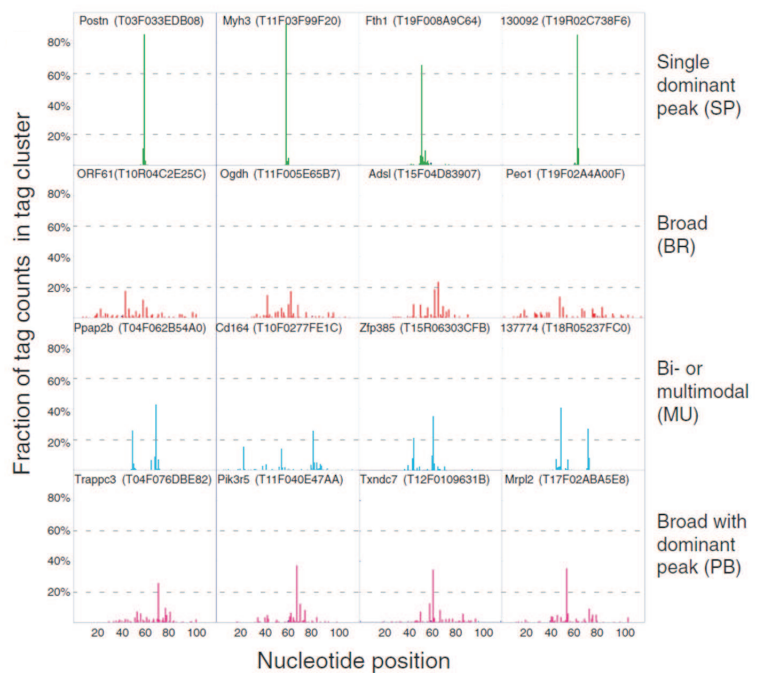 Postn (T03F033EDB08) Myh3 (T11F03F99F20) Fth1 (T19F008A9C64) 130092 (T19R02C738F6)
80%
60%
40%
20%
Single
dominant
peak (SP)
ORF61(T10R04C2E25C) Ogdh (T11F005E65B7) Adsl (T15F04D83907) Peo1 (T19F02A4A00F)
80%
60%
40%
20%
Broad
(BR)
Ppap2b (T04F062B54A0) Cd164 (T10F0277FE1C) Zfp385 (T15R06303CFB) 137774 (T18R05237FC0)
80%
60%
40%
20%
Bi- or
multimodal
(MU)
Trappc3 (T04F076DBE82) Pik3r5 (T11F040E47AA) Txndc7 (T12F0109631B) Mrpl2 (T17F02ABA5E8)
80%
60%
40%
20%
Broad with
dominant
peak (PB)
20 40 60 80 100 20 40 60 80 100 20 40 60 80 100 20 40 60 80 100
Fraction of tag counts in tag cluster
Nucleotide position